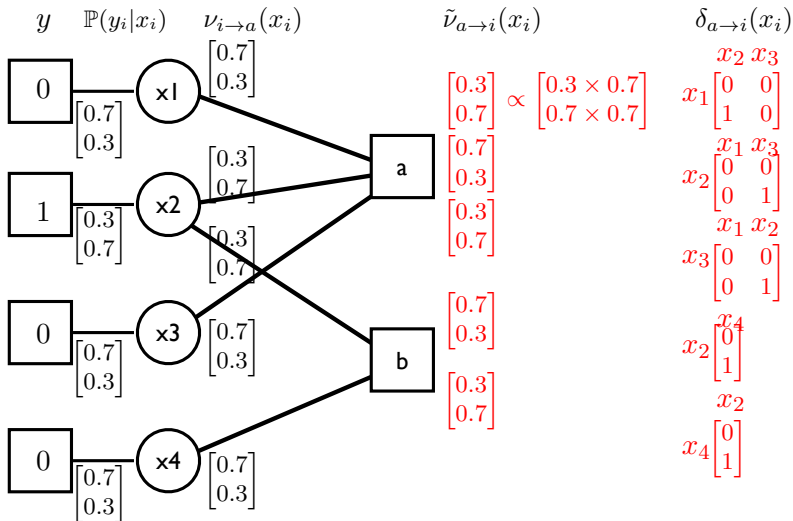 y ℙ(y_i|x_i) ν_{i→a}(x_i) ν̃_{a→i}(x_i) δ_{a→i}(x_i)
0
[0.7
0.3]
x1
[0.7
0.3]
1
[0.3
0.7]
x2
[0.3
0.7]
[0.3
0.7]
0
[0.7
0.3]
x3
[0.7
0.3]
0
[0.7
0.3]
x4
[0.7
0.3]
a
b
[0.3
0.7] ∝ [0.3 × 0.7
0.7 × 0.7]
[0.7
0.3]
[0.3
0.7]
[0.7
0.3]
[0.3
0.7]
x_2 x_3
x_1 [0 0
1 0]
x_1 x_3
x_2 [0 0
0 1]
x_1 x_2
x_3 [0 0
0 1]
x_4
x_2 [0
1]
x_2
x_4 [0
1]